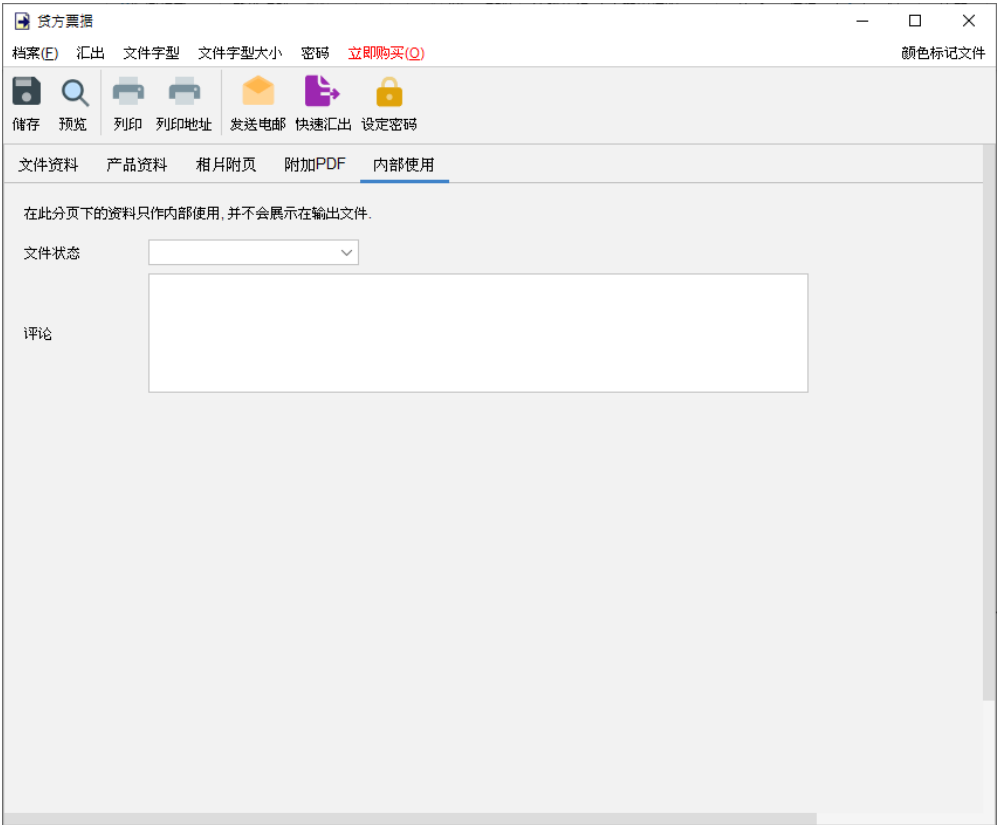 贷方票据
档案(F) 汇出 文件字型 文件字型大小 密码 立即购买(O) 颜色标记文件
储存 预览 列印 列印地址 发送电邮 快速汇出 设定密码
文件资料 产品资料 相片附页 附加PDF 内部使用
在此分页下的资料只作内部使用,并不会展示在输出文件.
文件状态
评论